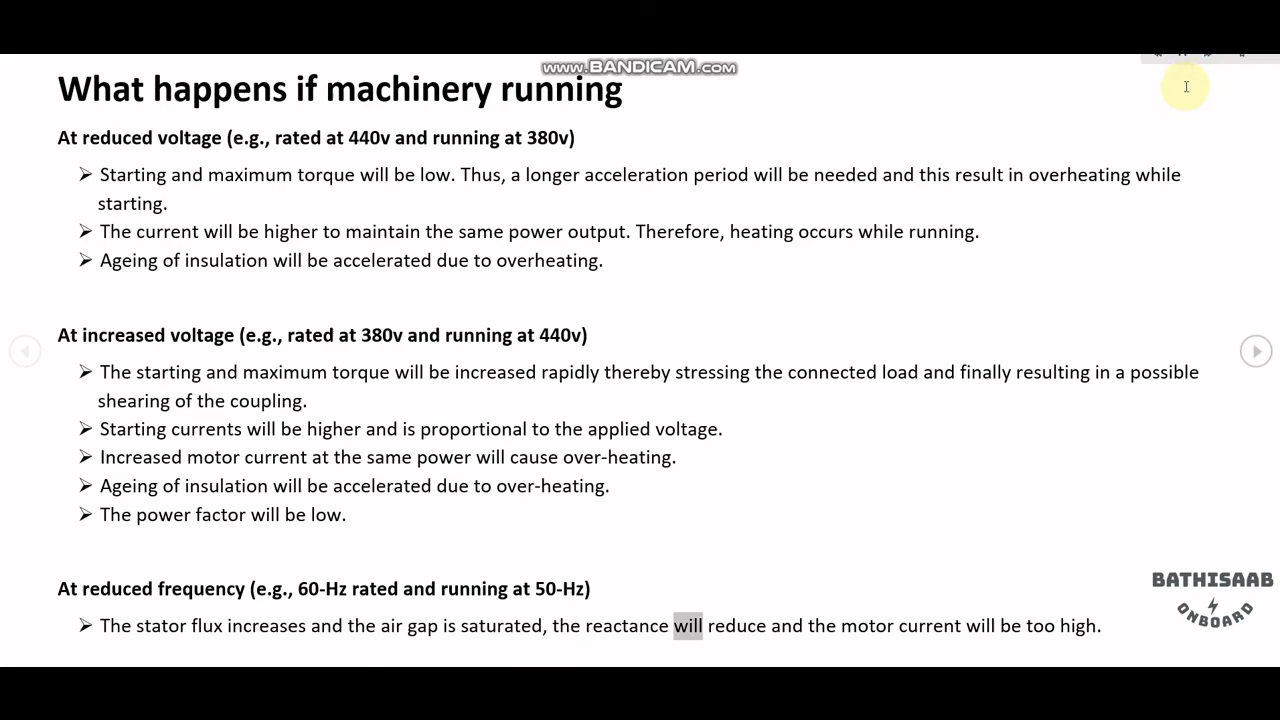 www.BANDICAM.com
What happens if machinery running
At reduced voltage (e.g., rated at 440v and running at 380v)
➢ Starting and maximum torque will be low. Thus, a longer acceleration period will be needed and this result in overheating while
starting.
➢ The current will be higher to maintain the same power output. Therefore, heating occurs while running.
➢ Ageing of insulation will be accelerated due to overheating.
At increased voltage (e.g., rated at 380v and running at 440v)
➢ The starting and maximum torque will be increased rapidly thereby stressing the connected load and finally resulting in a possible
shearing of the coupling.
➢ Starting currents will be higher and is proportional to the applied voltage.
➢ Increased motor current at the same power will cause over-heating.
➢ Ageing of insulation will be accelerated due to over-heating.
➢ The power factor will be low.
At reduced frequency (e.g., 60-Hz rated and running at 50-Hz)
➢ The stator flux increases and the air gap is saturated, the reactance will reduce and the motor current will be too high.
BATHISAAB
ONBOARD